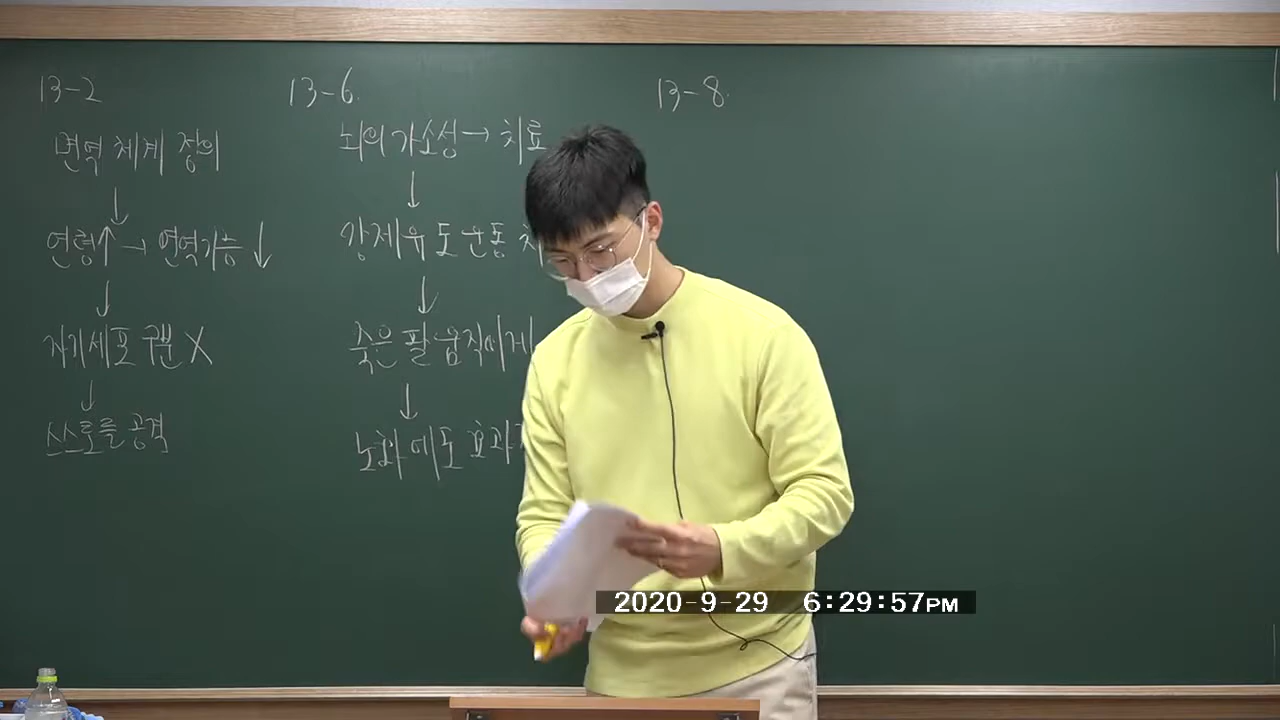 13-2
면역 체계 정의
↓
연령↑ → 면역기능 ↓
↓
자기세포 구분 X
↓
스스로를 공격
13-6.
뇌의 가소성 → 치료
↓
강제유도운동
↓
죽은 팔 움직이게
↓
노화에도 효과
13-8.
2020-9-29 6:29:57PM